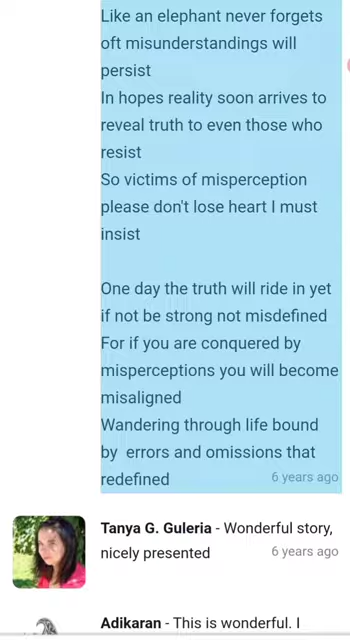 Like an elephant never forgets
oft misunderstandings will
persist
In hopes reality soon arrives to
reveal truth to even those who
resist
So victims of misperception
please don't lose heart I must
insist
One day the truth will ride in yet
if not be strong not misdefined
For if you are conquered by
misperceptions you will become
misaligned
Wandering through life bound
by  errors and omissions that
redefined 6 years ago
Tanya G. Guleria - Wonderful story,
nicely presented 6 years ago
Adikaran - This is wonderful. I